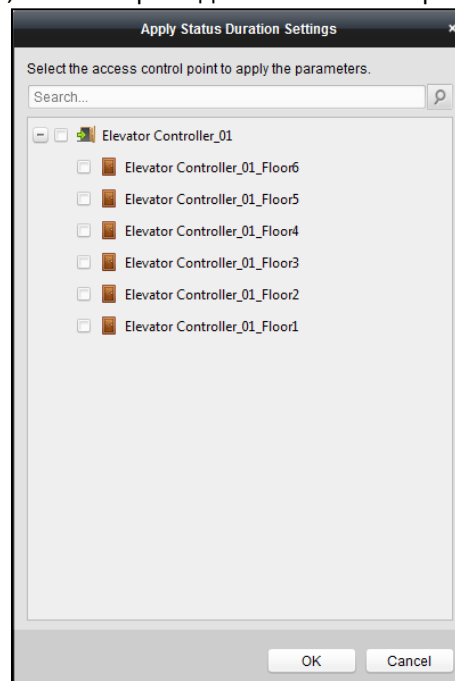 Apply Status Duration Settings ×
Select the access control point to apply the parameters.
Search...
Elevator Controller_01
Elevator Controller_01_Floor6
Elevator Controller_01_Floor5
Elevator Controller_01_Floor4
Elevator Controller_01_Floor3
Elevator Controller_01_Floor2
Elevator Controller_01_Floor1
OK Cancel